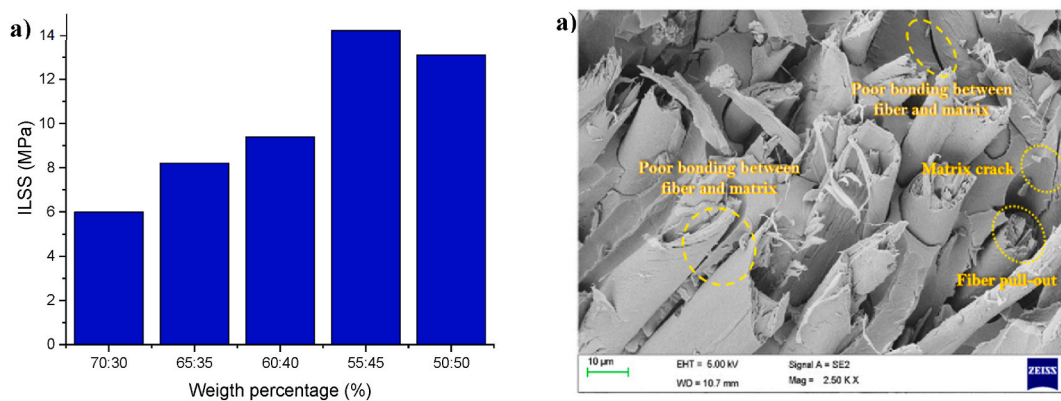 a)
14
12
10
8
6
4
2
0
ILSS (MPa)
70:30 65:35 60:40 55:45 50:50
Weigth percentage (%)
a)
Poor bonding between
fiber and matrix
Poor bonding between
fiber and matrix
Matrix crack
Fiber pull-out
10 µm
EHT = 5.00 kV Signal A = SE2
WD = 10.7 mm Mag = 2.50 K X
ZEISS